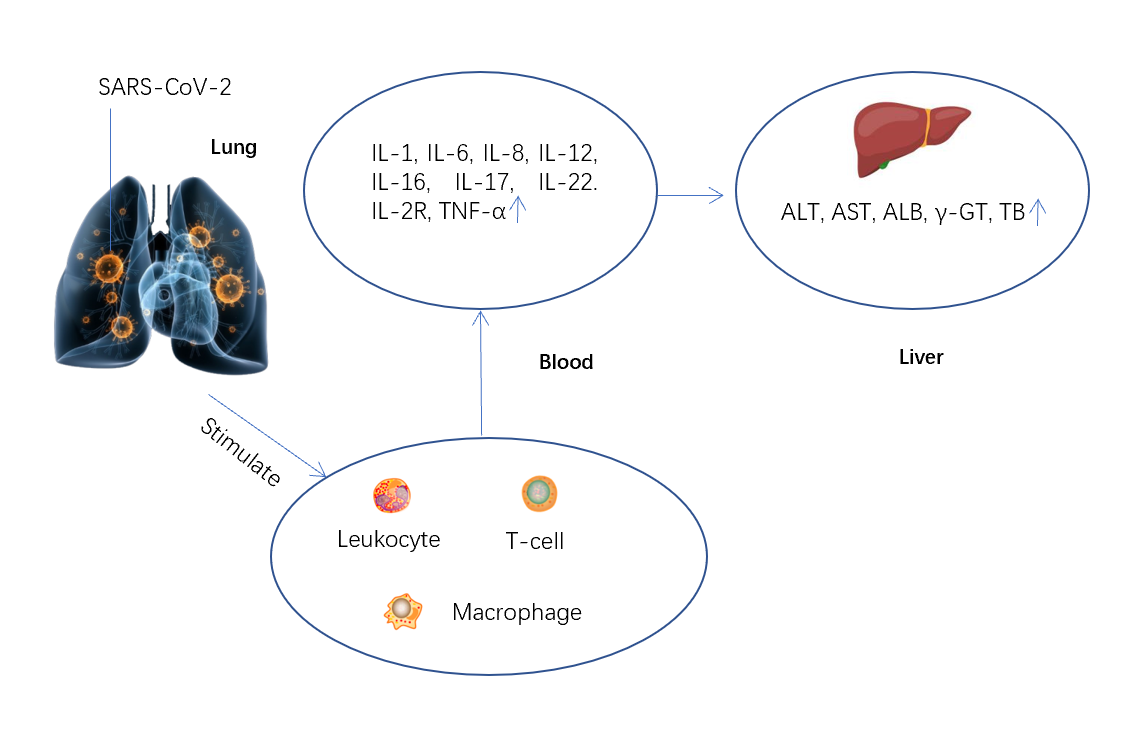 SARS-CoV-2
Lung
IL-1, IL-6, IL-8, IL-12,
IL-16, IL-17, IL-22.
IL-2R, TNF-α
ALT, AST, ALB, γ-GT, TB
Blood
Liver
Stimulate
Leukocyte
T-cell
Macrophage